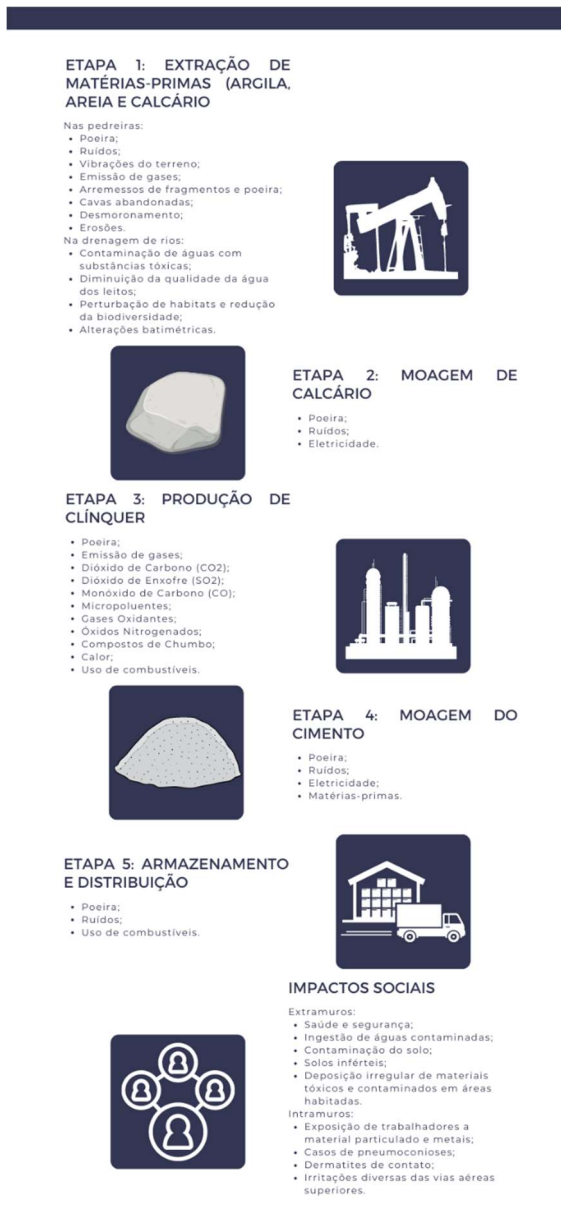 ETAPA 1: EXTRAÇÃO DE
MATÉRIAS-PRIMAS (ARGILA,
AREIA E CALCÁRIO
Nas pedreiras:
• Poeira;
• Ruídos;
• Vibrações do terreno;
• Emissão de gases;
• Arremessos de fragmentos e poeira;
• Cavas abandonadas;
• Desmoronamento;
• Erosões.
Na drenagem de rios:
• Contaminação de águas com
substâncias tóxicas;
• Diminuição da qualidade da água
dos leitos;
• Perturbação de habitats e redução
da biodiversidade;
• Alterações batimétricas.
ETAPA 2: MOAGEM DE
CALCÁRIO
• Poeira;
• Ruídos;
• Eletricidade.
ETAPA 3: PRODUÇÃO DE
CLÍNQUER
• Poeira;
• Emissão de gases;
• Dióxido de Carbono (CO2);
• Dióxido de Enxofre (SO2);
• Monóxido de Carbono (CO);
• Micropoluentes;
• Gases Oxidantes;
• Óxidos Nitrogenados;
• Compostos de Chumbo;
• Calor;
• Uso de combustíveis.
ETAPA 4: MOAGEM DO
CIMENTO
• Poeira;
• Ruídos;
• Eletricidade;
• Matérias-primas.
ETAPA 5: ARMAZENAMENTO
E DISTRIBUIÇÃO
• Poeira;
• Ruídos;
• Uso de combustíveis.
IMPACTOS SOCIAIS
Extramuros:
• Saúde e segurança;
• Ingestão de águas contaminadas;
• Contaminação do solo;
• Solos inférteis;
• Deposição irregular de materiais
tóxicos e contaminados em áreas
habitadas.
Intramuros:
• Exposição de trabalhadores a
material particulado e metais;
• Casos de pneumoconioses;
• Dermatites de contato;
• Irritações diversas das vias aéreas
superiores.